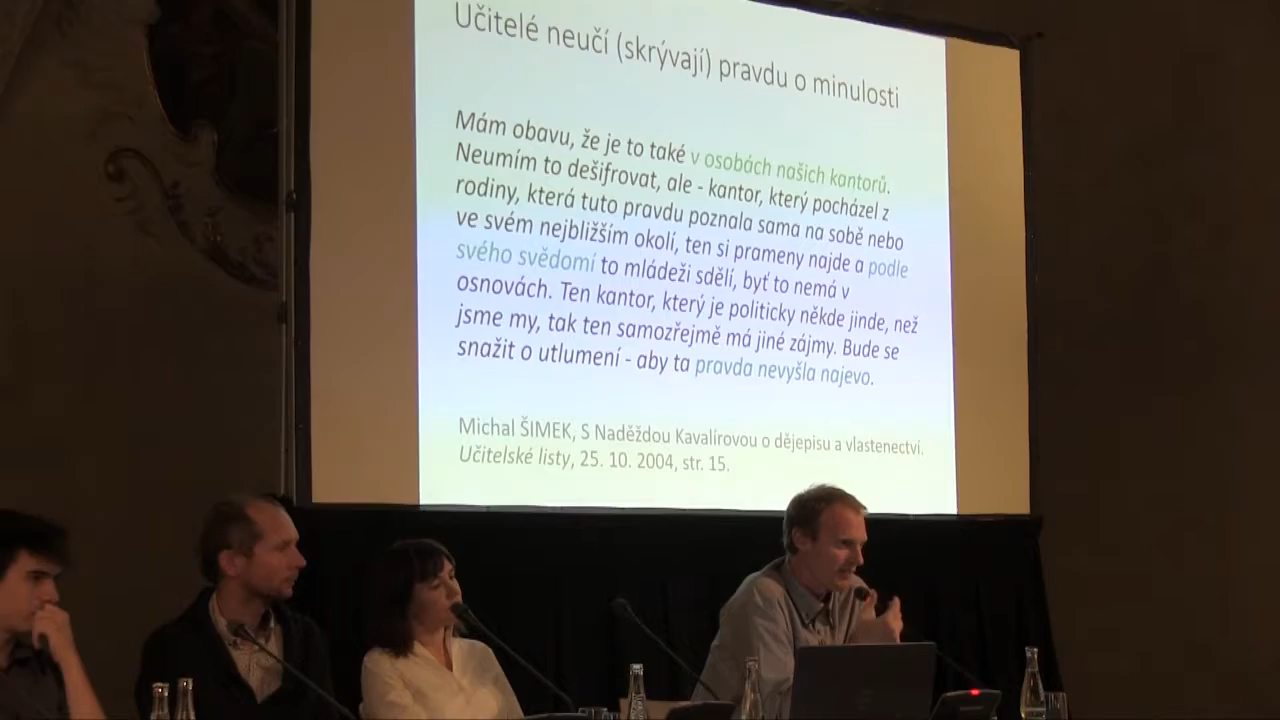 Učitelé neučí (skrývají) pravdu o minulosti
Mám obavu, že je to také v osobách našich kantorů.
Neumím to dešifrovat, ale - kantor, který pocházel z
rodiny, která tuto pravdu poznala sama na sobě nebo
ve svém nejbližším okolí, ten si prameny najde a podle
svého svědomí to mládeži sdělí, byť to nemá v
osnovách. Ten kantor, který je politicky někde jinde, než
jsme my, tak ten samozřejmě má jiné zájmy. Bude se
snažit o utlumení - aby ta pravda nevyšla najevo.
Michal ŠIMEK, S Naděždou Kavalírovou o dějepisu a vlastenectví.
Učitelské listy, 25. 10. 2004, str. 15.